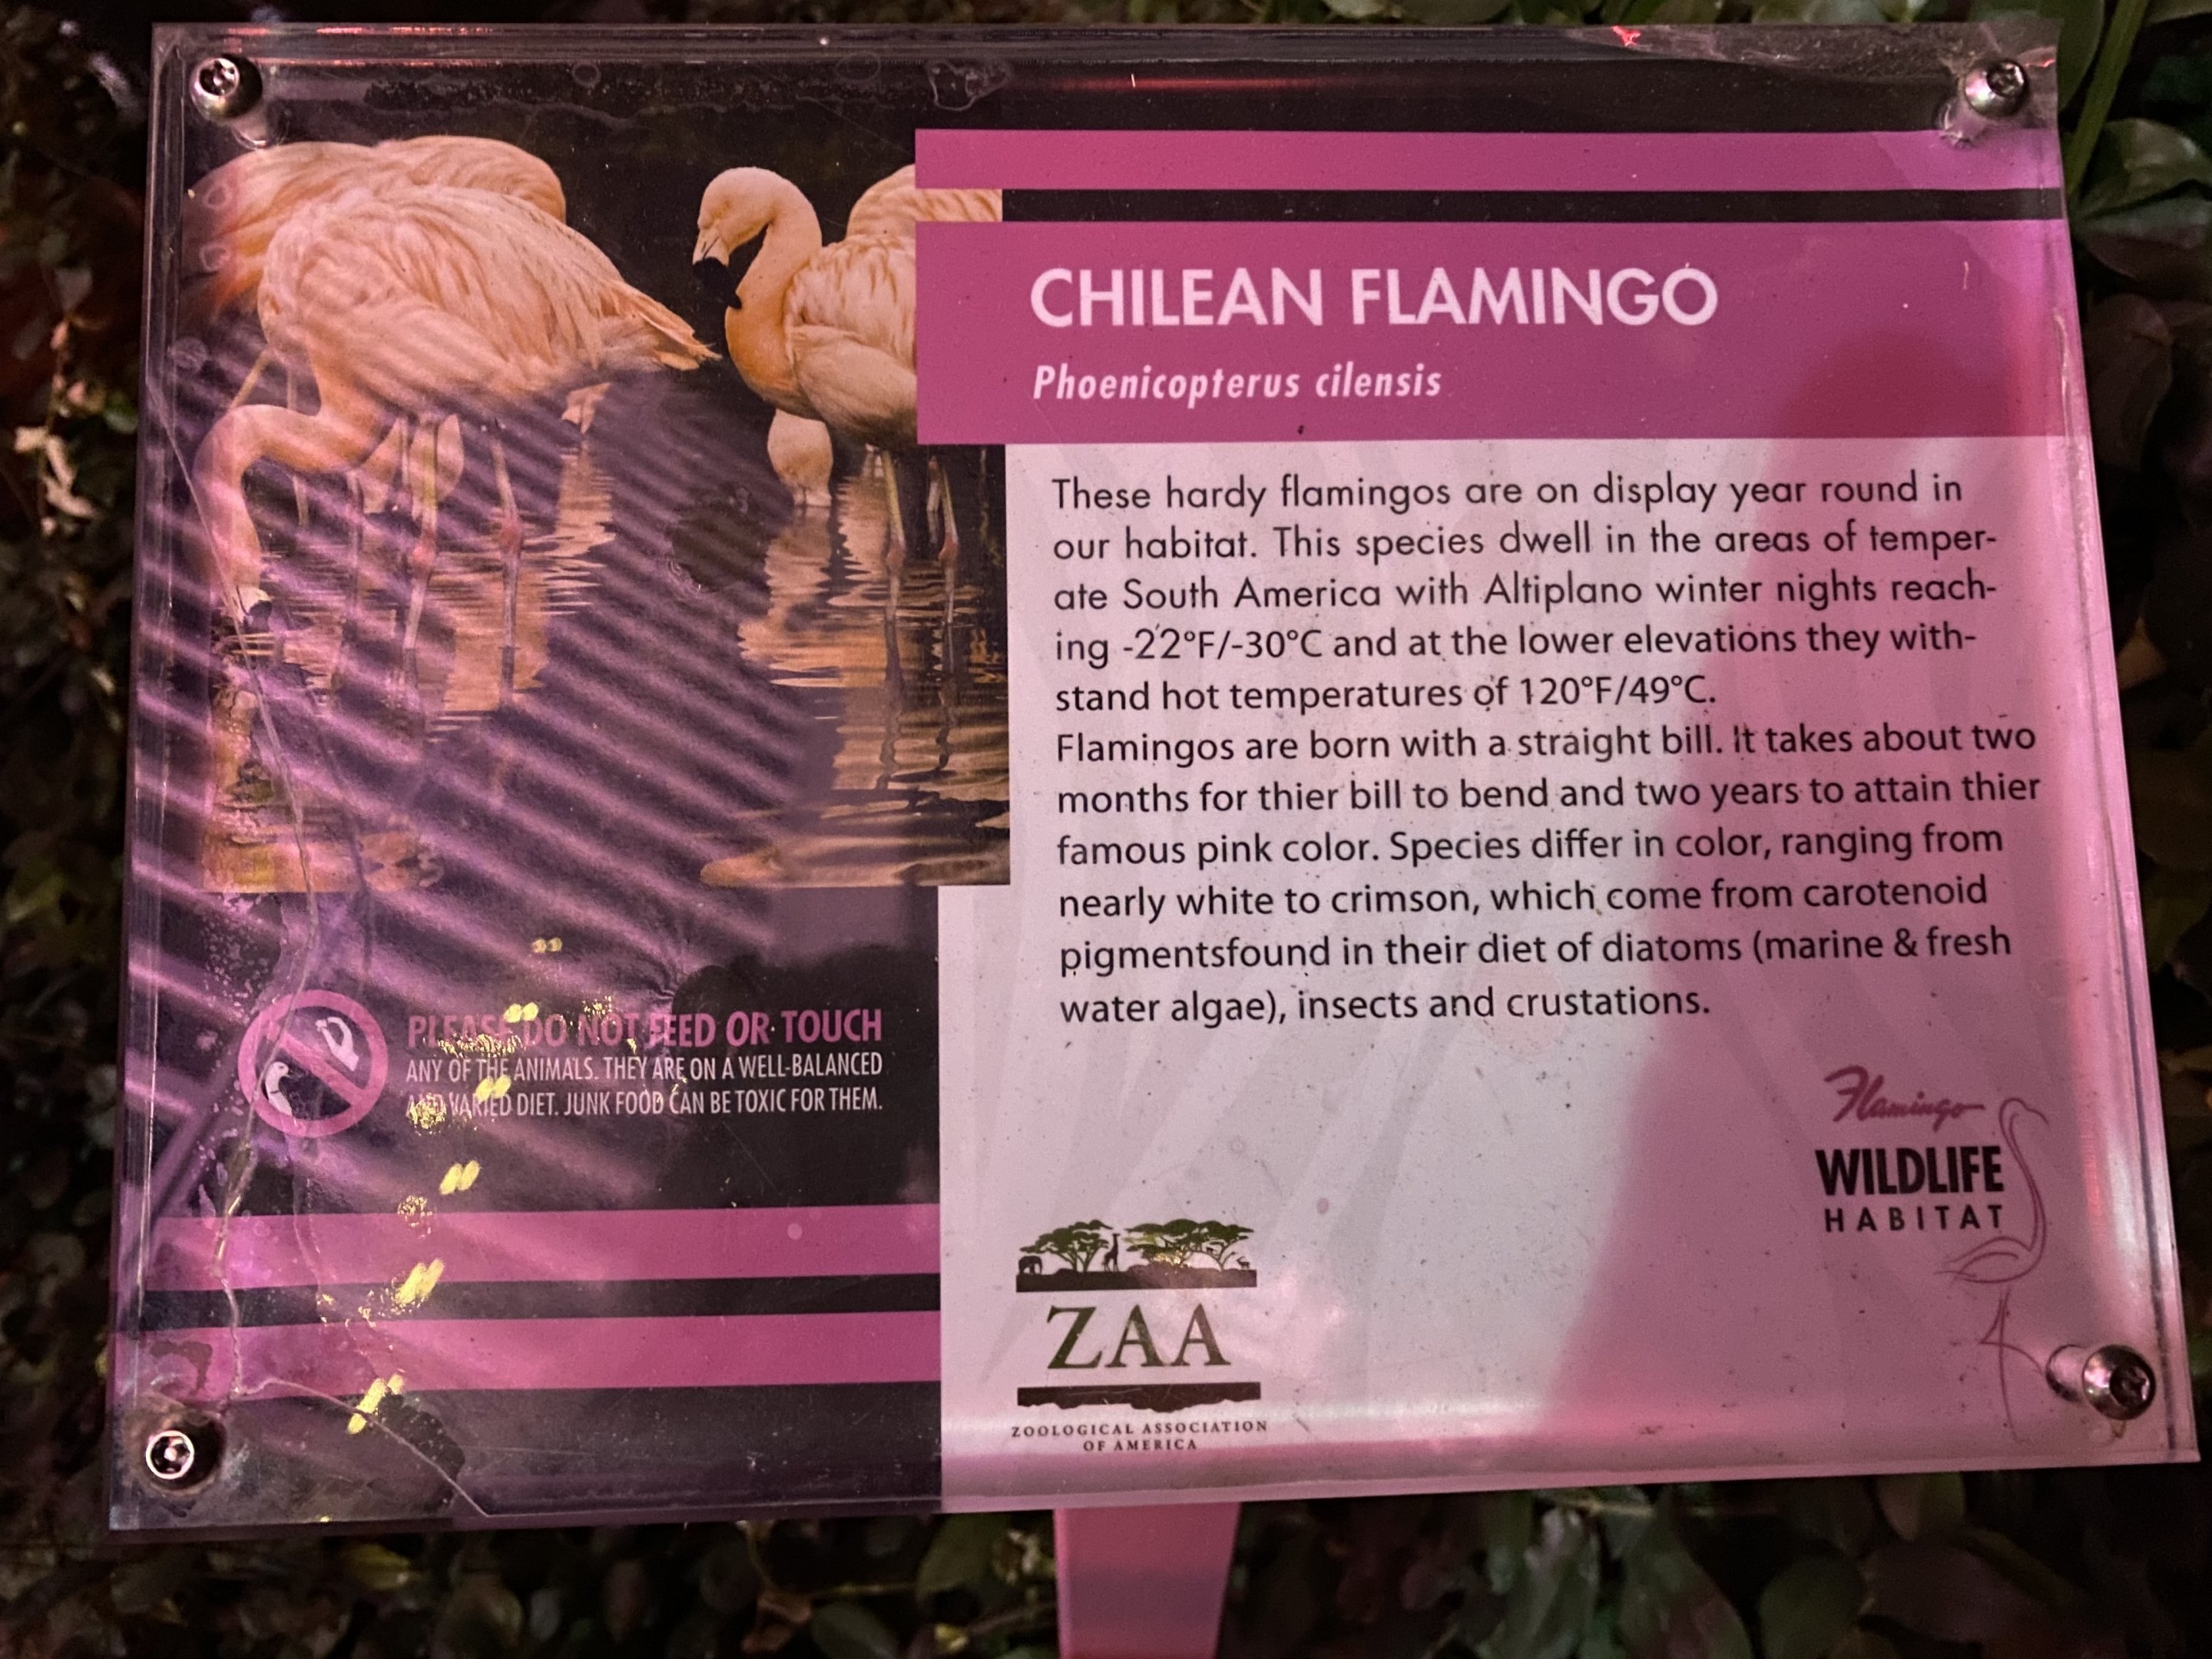 CHILEAN FLAMINGO
Phoenicopterus cilensis
These hardy flamingos are on display year round in
our habitat. This species dwell in the areas of temper-
ate South America with Altiplano winter nights reach-
ing -22°F/-30°C and at the lower elevations they with-
stand hot temperatures of 120°F/49°C.
Flamingos are born with a straight bill. It takes about two
months for thier bill to bend and two years to attain thier
famous pink color. Species differ in color, ranging from
nearly white to crimson, which come from carotenoid
pigmentsfound in their diet of diatoms (marine & fresh
water algae), insects and crustations.
PLEASE DO NOT FEED OR TOUCH
ANY OF THE ANIMALS. THEY ARE ON A WELL-BALANCED
AND VARIED DIET. JUNK FOOD CAN BE TOXIC FOR THEM.
Flamingo
WILDLIFE
HABITAT
ZAA
ZOOLOGICAL ASSOCIATION
OF AMERICA